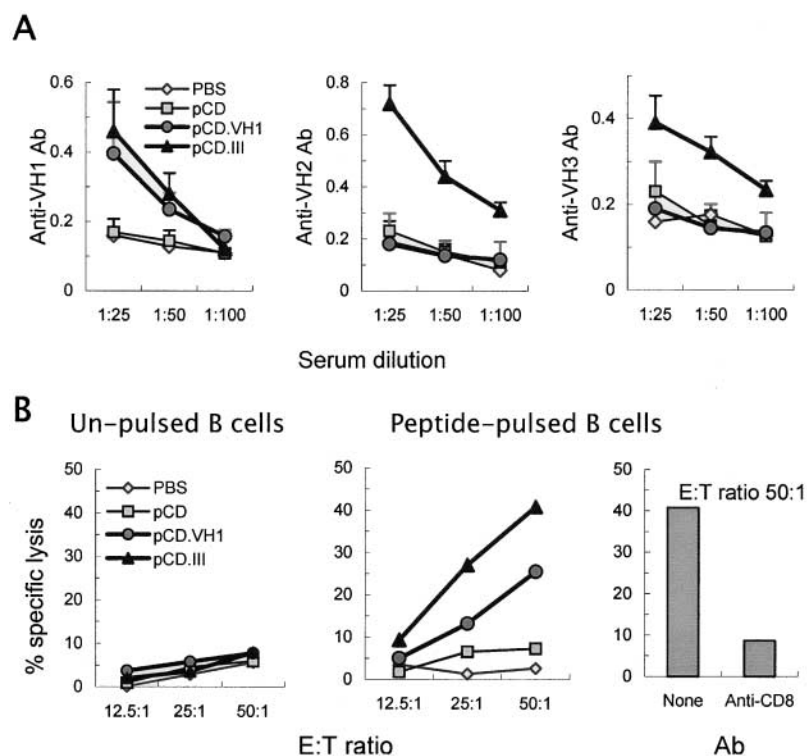 A
Anti-VH1 Ab
0.6
0.4
0.2
0
PBS
pCD
pCD.VH1
pCD.III
1:25 1:50 1:100
Anti-VH2 Ab
0.8
0.6
0.4
0.2
0
1:25 1:50 1:100
Anti-VH3 Ab
0.4
0.2
0
1:25 1:50 1:100
Serum dilution
B
Un-pulsed B cells
Peptide-pulsed B cells
% specific lysis
50
40
30
20
10
0
PBS
pCD
pCD.VH1
pCD.III
12.5:1 25:1 50:1
50
40
30
20
10
0
12.5:1 25:1 50:1
E:T ratio
50
40
30
20
10
0
E:T ratio 50:1
None Anti-CD8
Ab